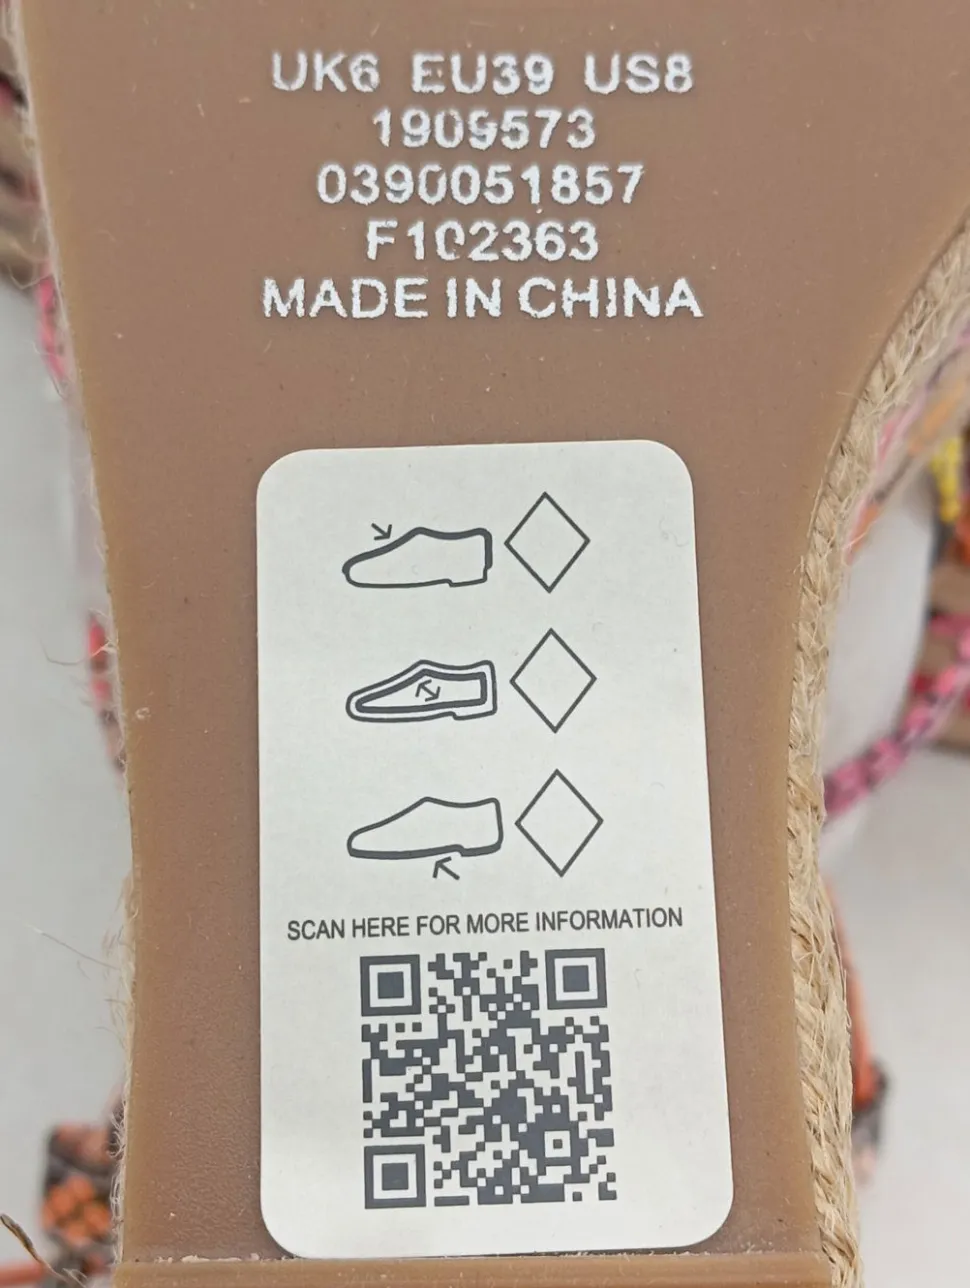 UK6 EU39 US8
1909573
0390051857
F102363
MADE IN CHINA
SCAN HERE FOR MORE INFORMATION